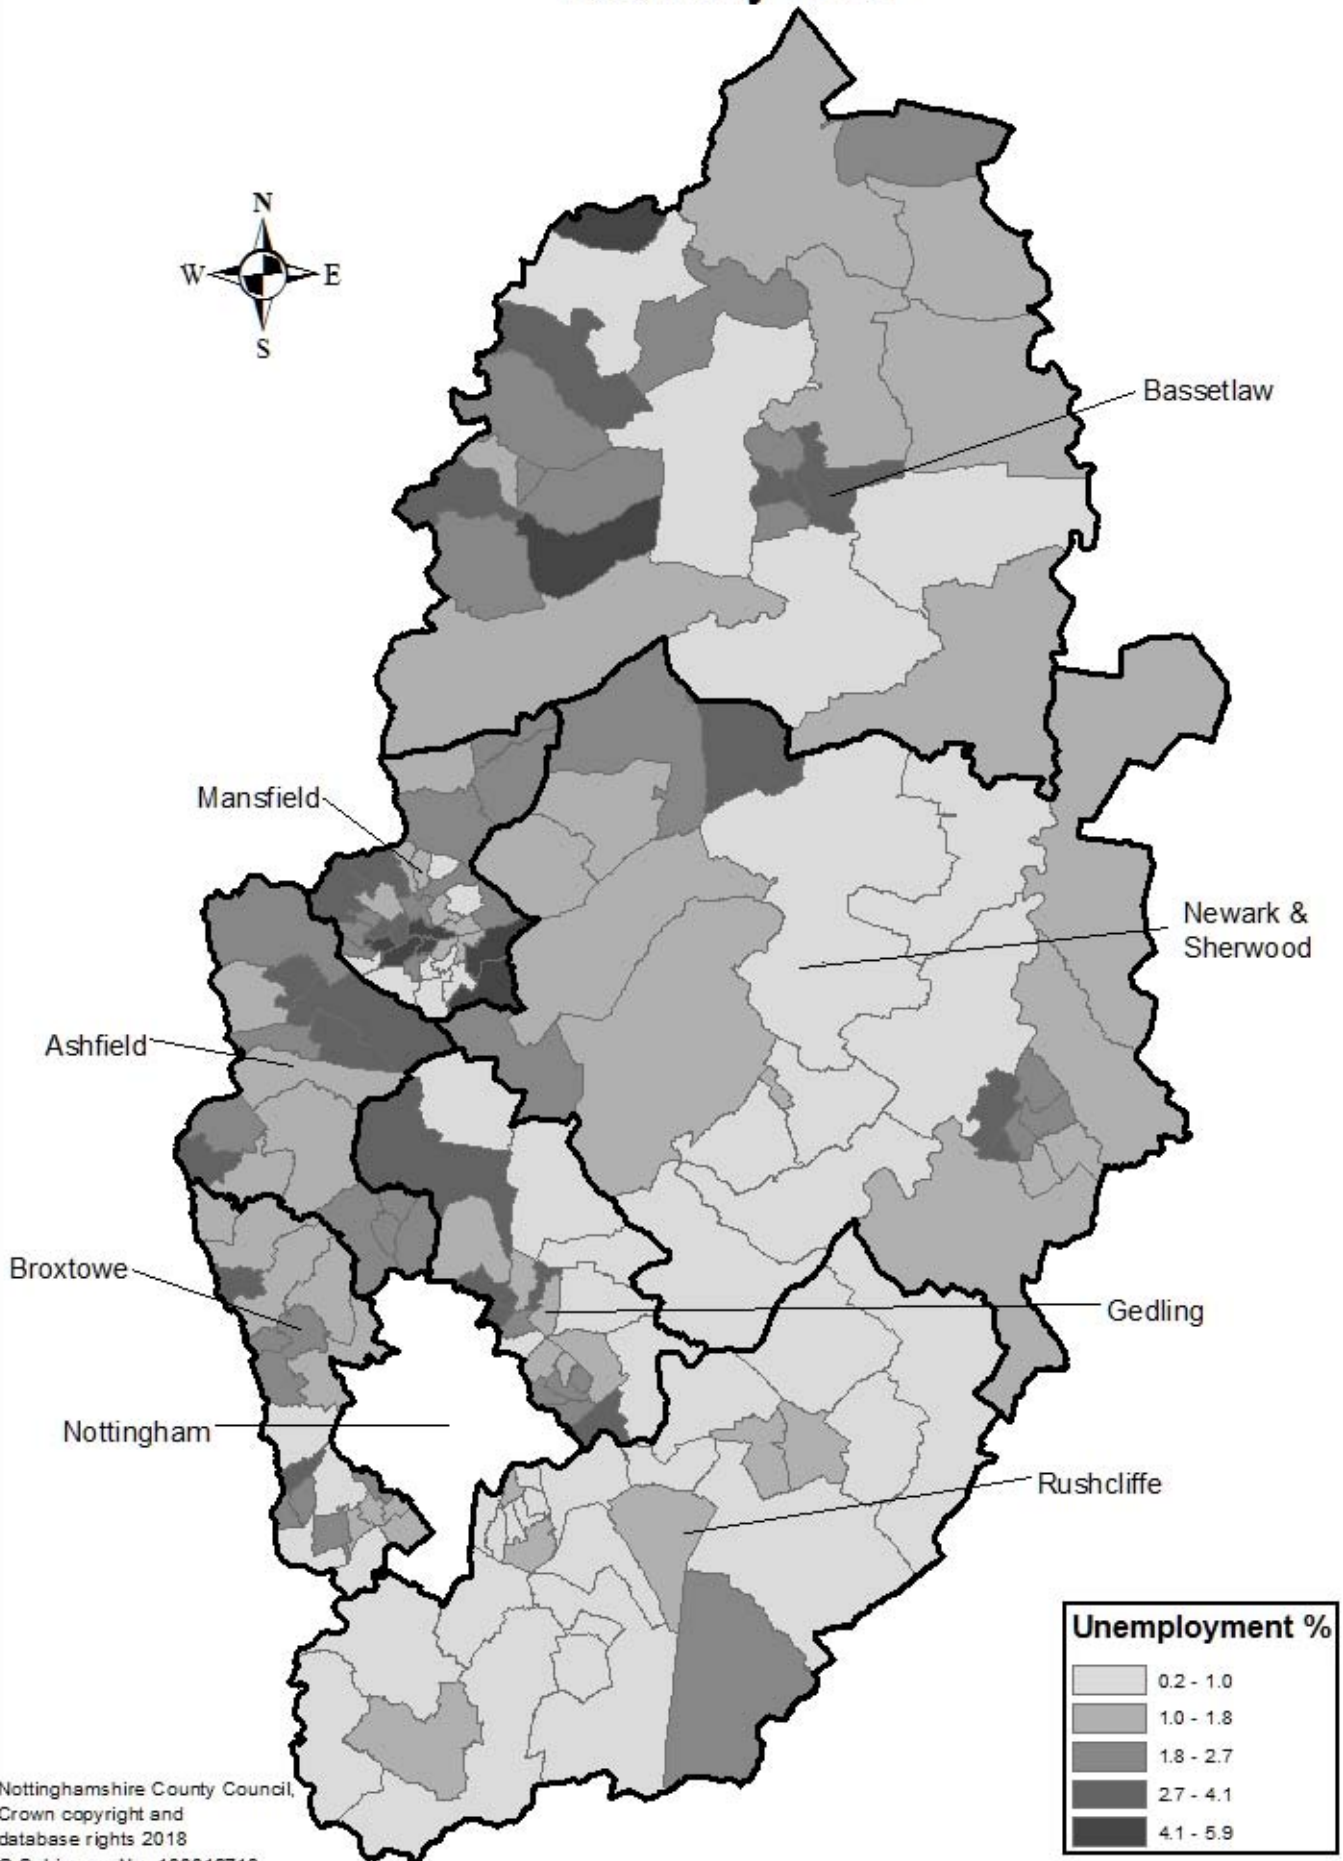 N
W
E
S
Bassetlaw
Mansfield
Newark &
Sherwood
Ashfield
Broxtowe
Gedling
Nottingham
Rushcliffe
Unemployment %
0.2 - 1.0
1.0 - 1.8
1.8 - 2.7
2.7 - 4.1
4.1 - 5.9
Nottinghamshire County Council,
Crown copyright and
database rights 2018